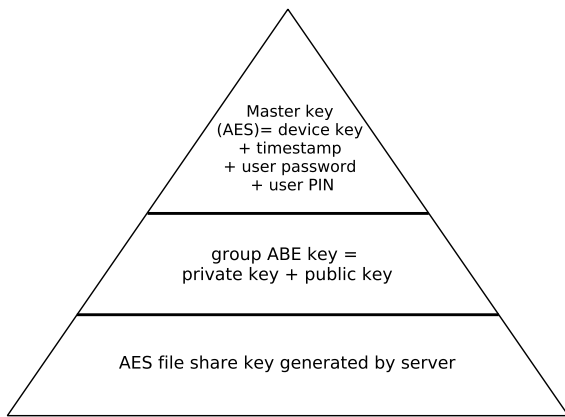 Master key
(AES)= device key
+ timestamp
+ user password
+ user PIN
group ABE key =
private key + public key
AES file share key generated by server